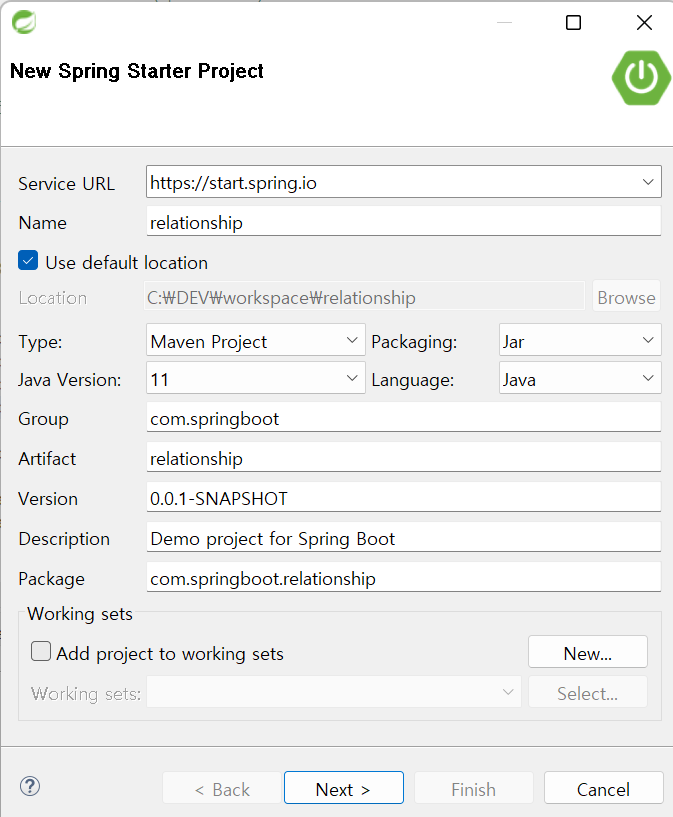 New Spring Starter Project
Service URL https://start.spring.io
Name relationship
Use default location
Location C:₩DEV₩workspace₩relationship Browse
Type: Maven Project Packaging: Jar
Java Version: 11 Language: Java
Group com.springboot
Artifact relationship
Version 0.0.1-SNAPSHOT
Description Demo project for Spring Boot
Package com.springboot.relationship
Working sets
Add project to working sets New...
Working sets: Select...
? < Back Next > Finish Cancel